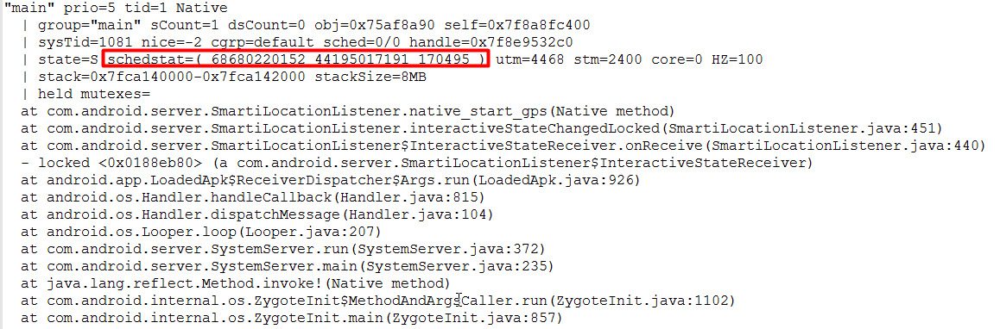 "main" prio=5 tid=1 Native
| group="main" sCount=1 dsCount=0 obj=0x75af8a90 self=0x7f8a8fc400
| sysTid=1081 nice=-2 cgrp=default sched=0/0 handle=0x7f8e9532c0
| state=S schedstat=( 68680220152 44195017191 170495 ) utm=4468 stm=2400 core=0 HZ=100
| stack=0x7fca140000-0x7fca142000 stackSize=8MB
| held mutexes=
at com.android.server.SmartiLocationListener.native_start_gps(Native method)
at com.android.server.SmartiLocationListener.interactiveStateChangedLocked(SmartiLocationListener.java:451)
at com.android.server.SmartiLocationListener$InteractiveStateReceiver.onReceive(SmartiLocationListener.java:440)
- locked <0x0188eb80> (a com.android.server.SmartiLocationListener$InteractiveStateReceiver)
at android.app.LoadedApk$ReceiverDispatcher$Args.run(LoadedApk.java:926)
at android.os.Handler.handleCallback(Handler.java:815)
at android.os.Handler.dispatchMessage(Handler.java:104)
at android.os.Looper.loop(Looper.java:207)
at com.android.server.SystemServer.run(SystemServer.java:372)
at com.android.server.SystemServer.main(SystemServer.java:235)
at java.lang.reflect.Method.invoke!(Native method)
at com.android.internal.os.ZygoteInit$MethodAndArgsCaller.run(ZygoteInit.java:1102)
at com.android.internal.os.ZygoteInit.main(ZygoteInit.java:857)